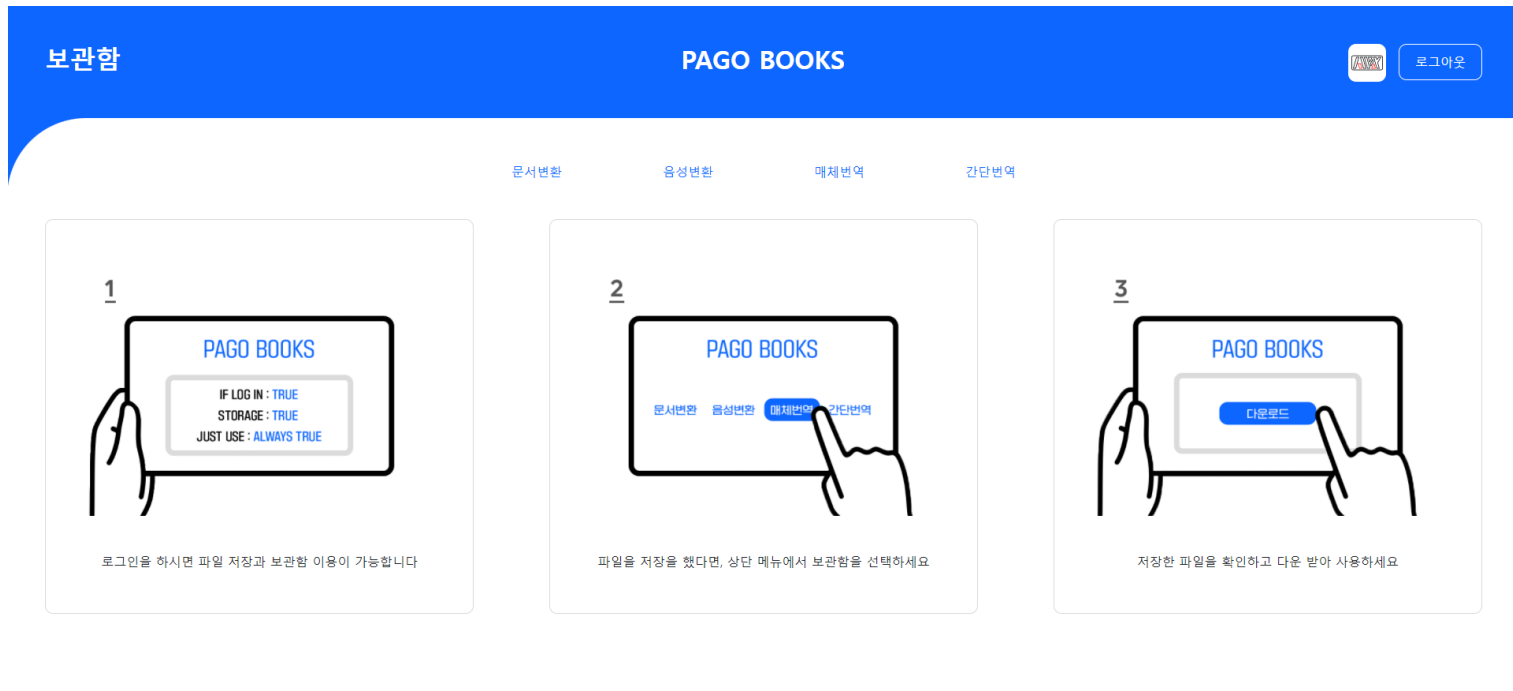 보관함
PAGO BOOKS
로그아웃
문서변환 음성변환 매체번역 간단번역
1
PAGO BOOKS
IF LOG IN : TRUE
STORAGE : TRUE
JUST USE : ALWAYS TRUE
로그인을 하시면 파일 저장과 보관함 이용이 가능합니다
2
PAGO BOOKS
문서변환 음성변환 매체번역 간단번역
파일을 저장을 했다면, 상단 메뉴에서 보관함을 선택하세요
3
PAGO BOOKS
다운로드
저장한 파일을 확인하고 다운 받아 사용하세요